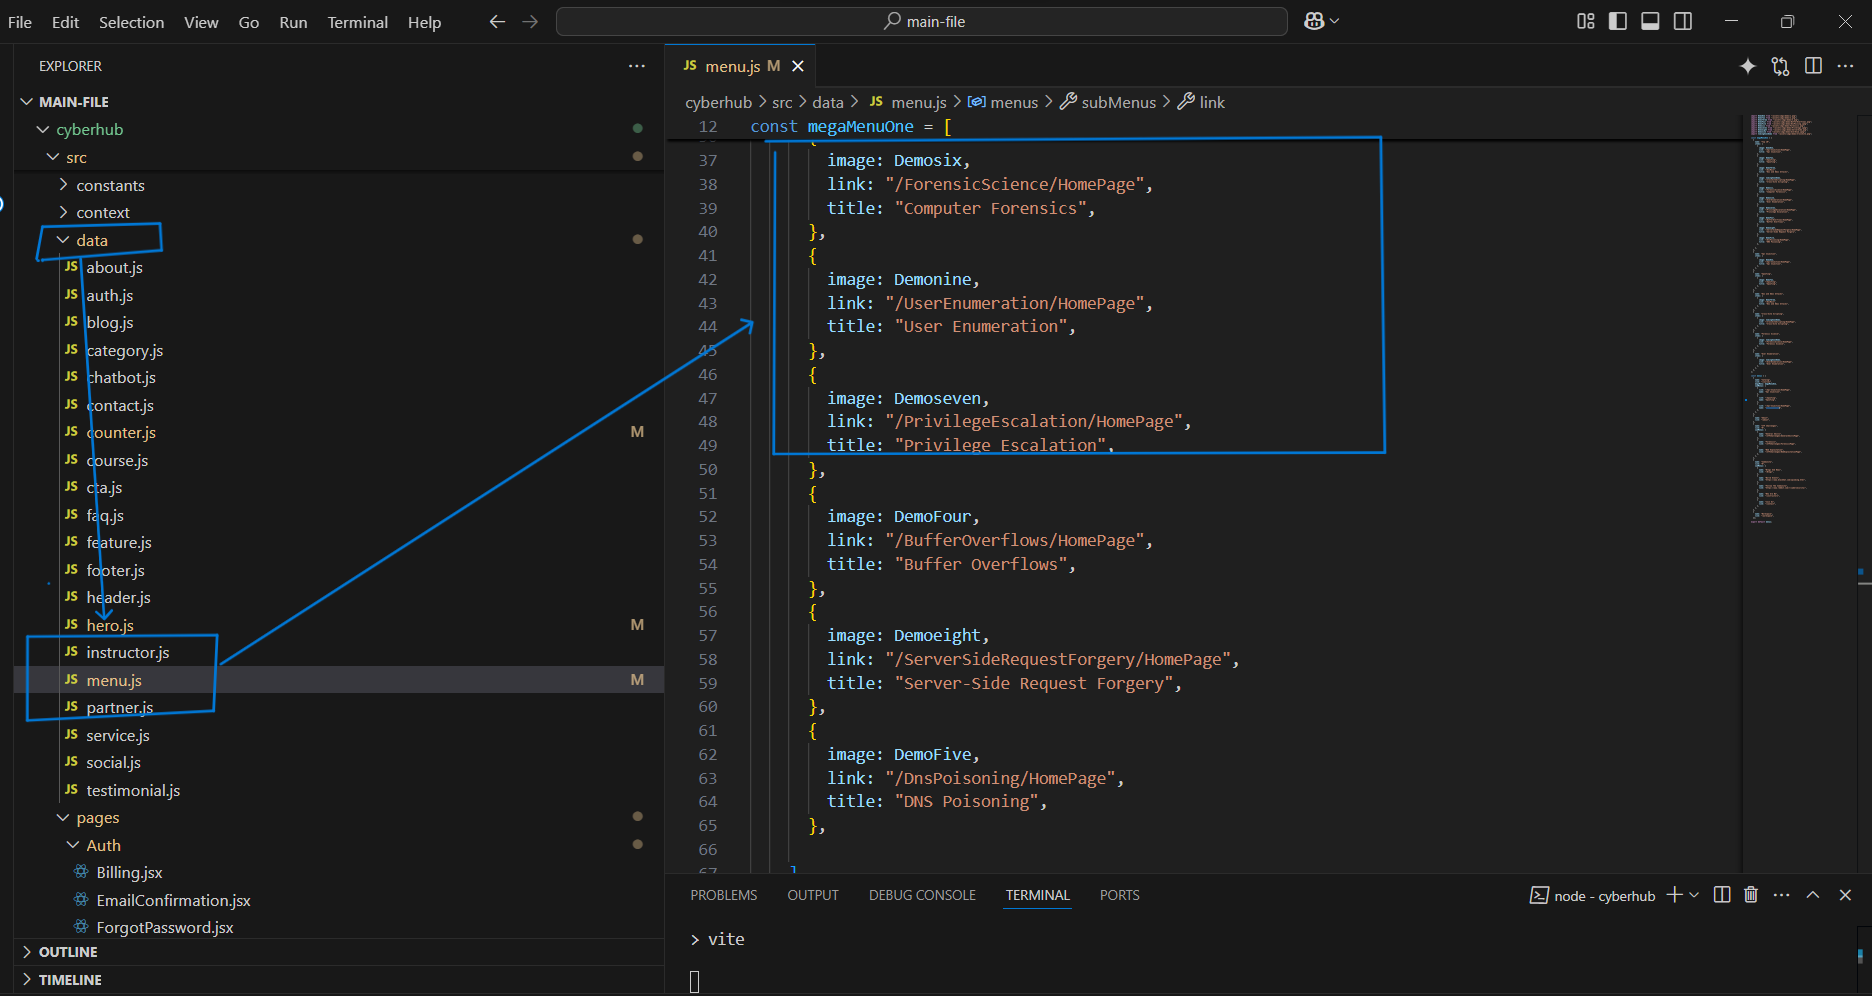 File Edit Selection View Go Run Terminal Help
main-file
EXPLORER
MAIN-FILE
cyberhub
src
constants
context
data
JS about.js
JS auth.js
JS blog.js
JS category.js
JS chatbot.js
JS contact.js
JS counter.js M
JS course.js
JS cta.js
JS faq.js
JS feature.js
JS footer.js
JS header.js
JS hero.js M
JS instructor.js
JS menu.js M
JS partner.js
JS service.js
JS social.js
JS testimonial.js
pages
Auth
Billing.jsx
EmailConfirmation.jsx
ForgotPassword.jsx
OUTLINE
TIMELINE
JS menu.js M
cyberhub > src > data > JS menu.js > menus > subMenus > link
12 const megaMenuOne = [
37 image: Demosix,
38 link: "/ForensicScience/HomePage",
39 title: "Computer Forensics",
40 },
41 {
42 image: Demonine,
43 link: "/UserEnumeration/HomePage",
44 title: "User Enumeration",
45 },
46 {
47 image: Demoseven,
48 link: "/PrivilegeEscalation/HomePage",
49 title: "Privilege Escalation",
50 },
51 {
52 image: DemoFour,
53 link: "/BufferOverflows/HomePage",
54 title: "Buffer Overflows",
55 },
56 {
57 image: Demoeight,
58 link: "/ServerSideRequestForgery/HomePage",
59 title: "Server-Side Request Forgery",
60 },
61 {
62 image: DemoFive,
63 link: "/DnsPoisoning/HomePage",
64 title: "DNS Poisoning",
65 },
66
67 ]
PROBLEMS OUTPUT DEBUG CONSOLE TERMINAL PORTS
node - cyberhub
> vite